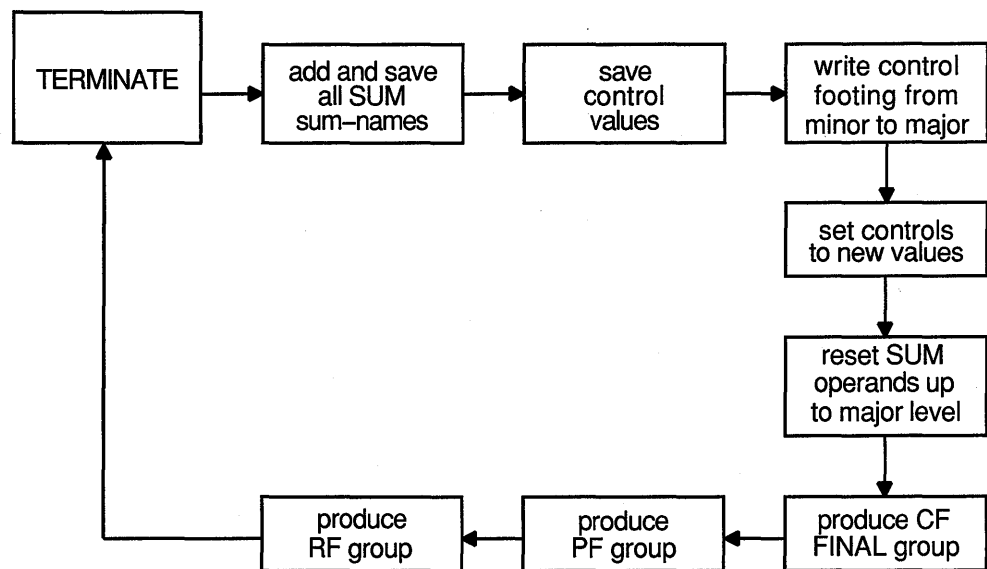 TERMINATE
add and save
all SUM
sum–names
save
control
values
write control
footing from
minor to major
set controls
to new values
reset SUM
operands up
to major level
produce CF
FINAL group
produce
PF group
produce
RF group